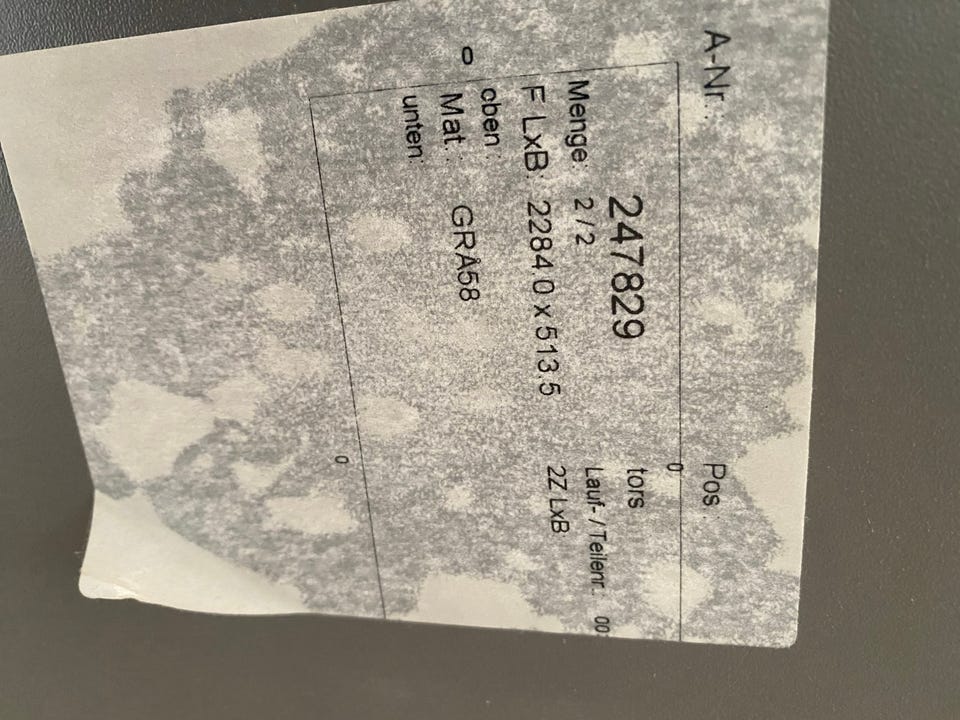 A-Nr.: Pos.
0
247829 tors
Menge: 2 / 2 Lauf- / Teilenr.: 00
F LxB: 2284.0 x 513.5 2Z LxB
oben :
0 Mat.: GRÅ58
unten:
0